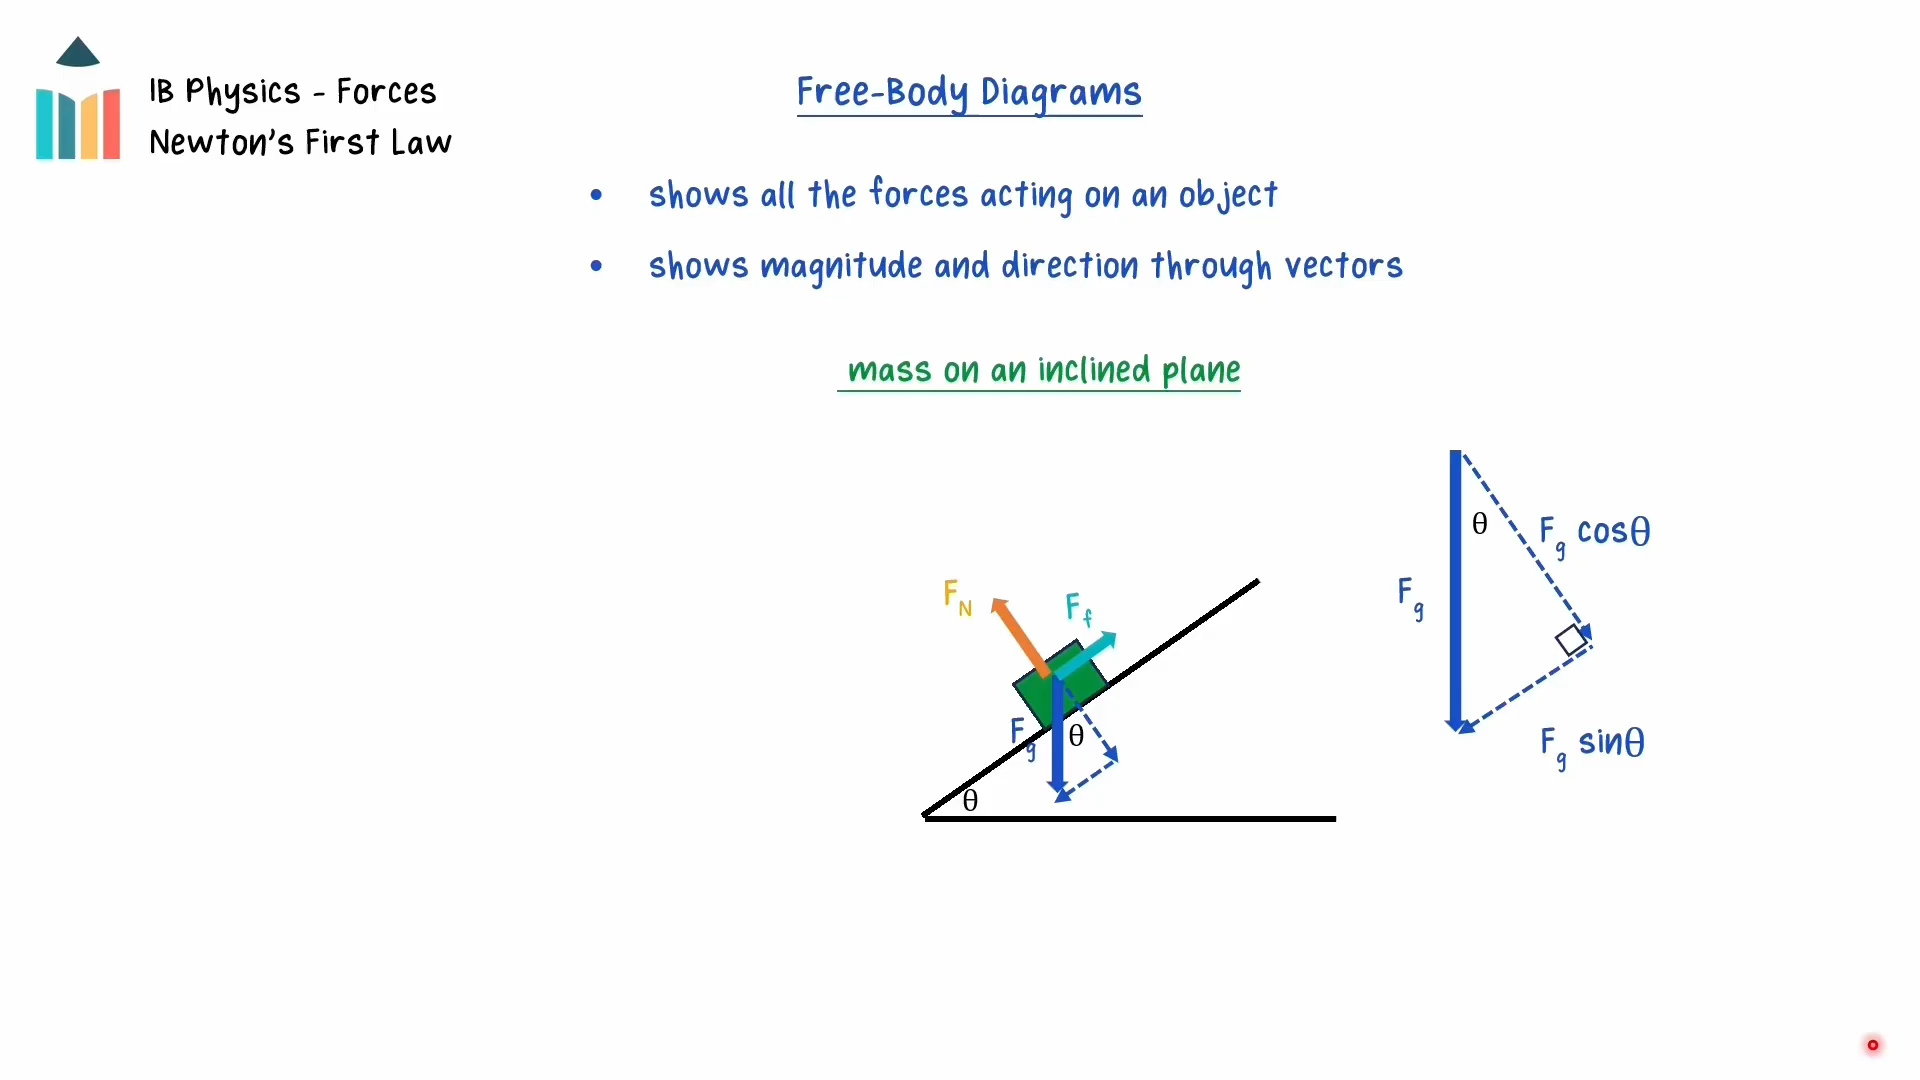 IB Physics - Forces
Newton's First Law
Free-Body Diagrams
• shows all the forces acting on an object
• shows magnitude and direction through vectors
mass on an inclined plane
F_N
F_f
F_g
θ
θ
F_g
θ
F_g cosθ
F_g sinθ